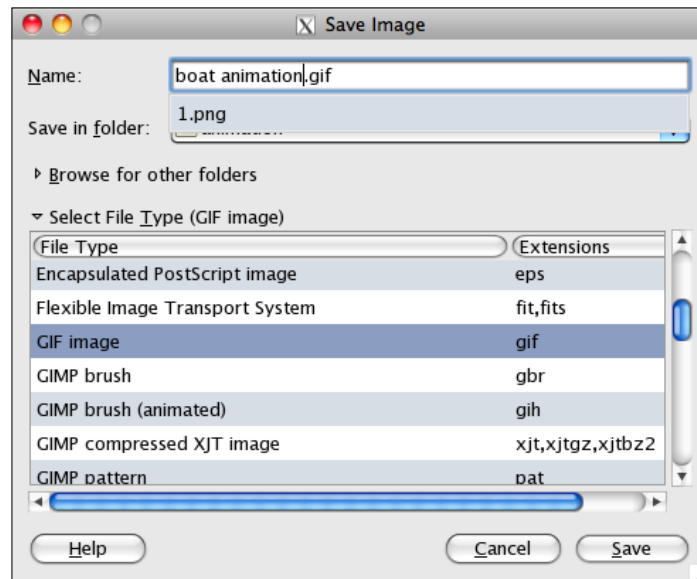 Save Image
Name: boat animation.gif
1.png
Save in folder: animation
Browse for other folders
Select File Type (GIF image)
File Type Extensions
Encapsulated PostScript image eps
Flexible Image Transport System fit,fits
GIF image gif
GIMP brush gbr
GIMP brush (animated) gih
GIMP compressed XJT image xjt,xjtgz,xjtbz2
GIMP pattern pat
Help Cancel Save